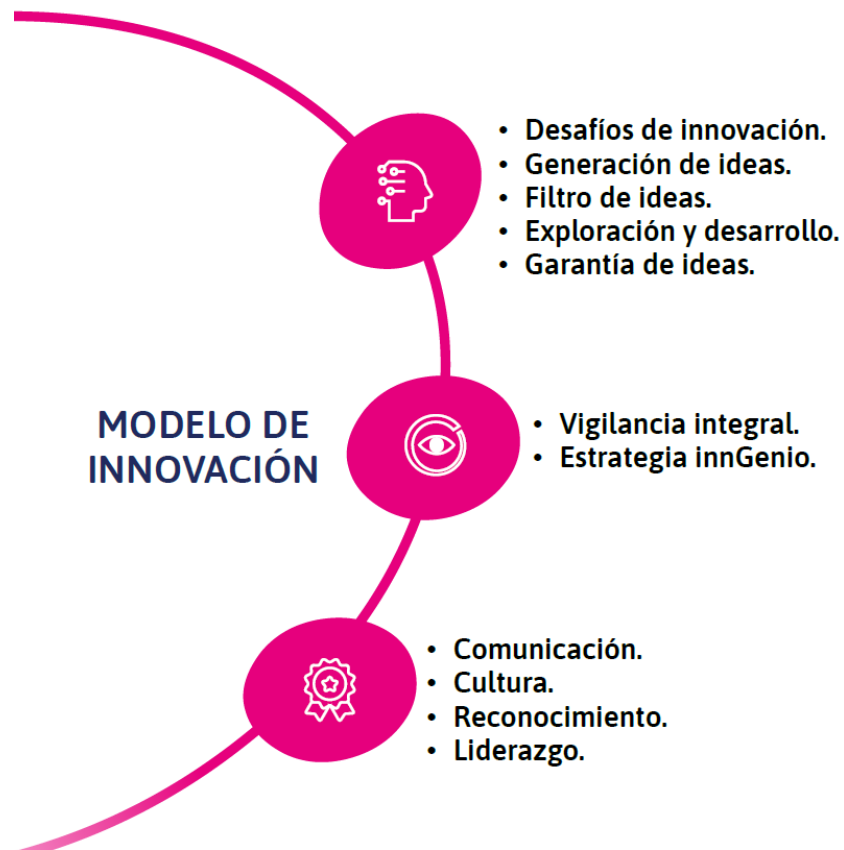 • Desafíos de innovación.
• Generación de ideas.
• Filtro de ideas.
• Exploración y desarrollo.
• Garantía de ideas.
MODELO DE
INNOVACIÓN
• Vigilancia integral.
• Estrategia innGenio.
• Comunicación.
• Cultura.
• Reconocimiento.
• Liderazgo.